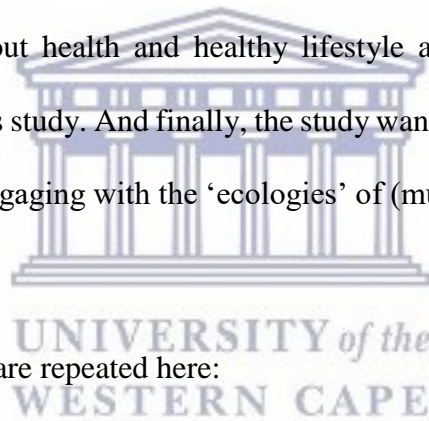 out health and healthy lifestyle a
s study. And finally, the study wan
gaging with the ‘ecologies’ of (mu
UNIVERSITY of the
are repeated here:
WESTERN CAPE